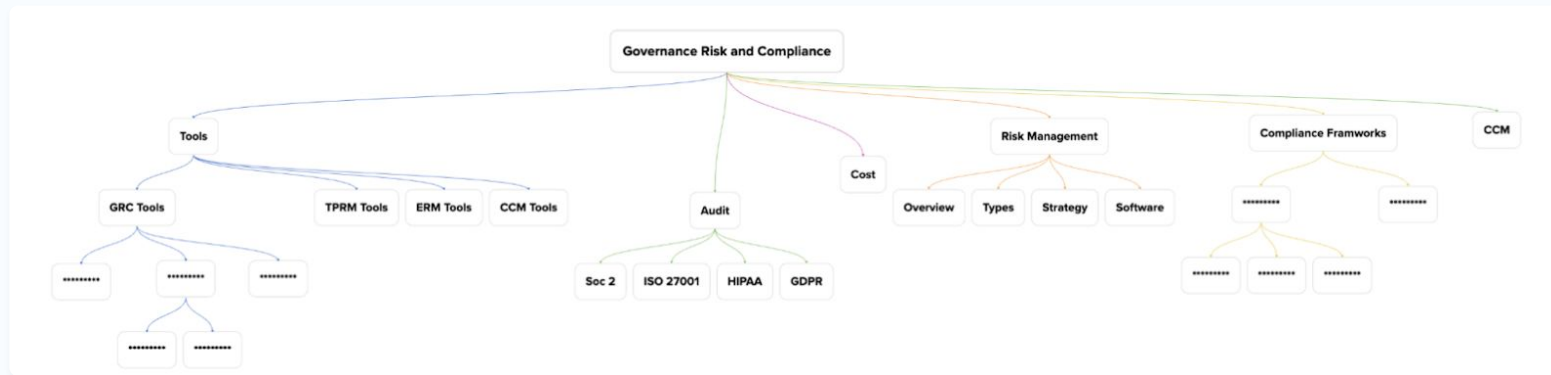 Governance Risk and Compliance
Tools
Audit
Cost
Risk Management
Compliance Framworks
CCM
GRC Tools
TPRM Tools
ERM Tools
CCM Tools
Overview
Types
Strategy
Software
*********
*********
*********
*********
*********
Soc 2
ISO 27001
HIPAA
GDPR
*********
*********
*********
*********
*********